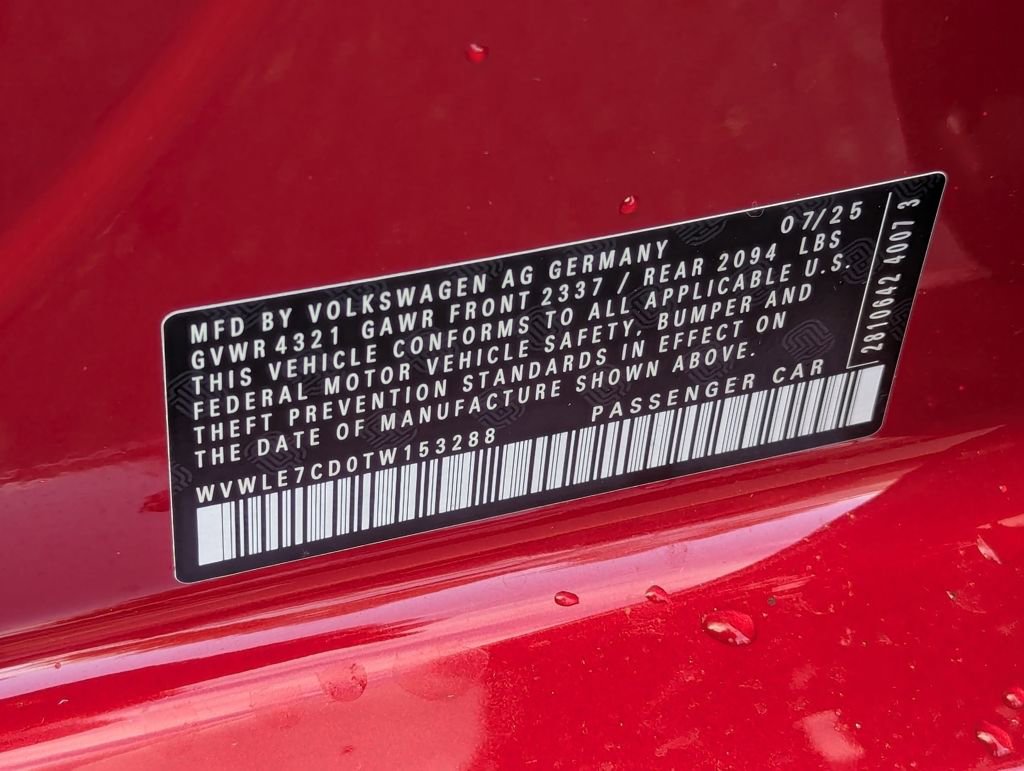 MFD BY VOLKSWAGEN AG GERMANY 07/25
GVWR 4321 GAWR FRONT 2337 / REAR 2094 LBS
THIS VEHICLE CONFORMS TO ALL APPLICABLE U.S.
FEDERAL MOTOR VEHICLE SAFETY, BUMPER AND
THEFT PREVENTION STANDARDS IN EFFECT ON
THE DATE OF MANUFACTURE SHOWN ABOVE.
WVWLE7CD0TW153288 PASSENGER CAR
2810642 4007 3